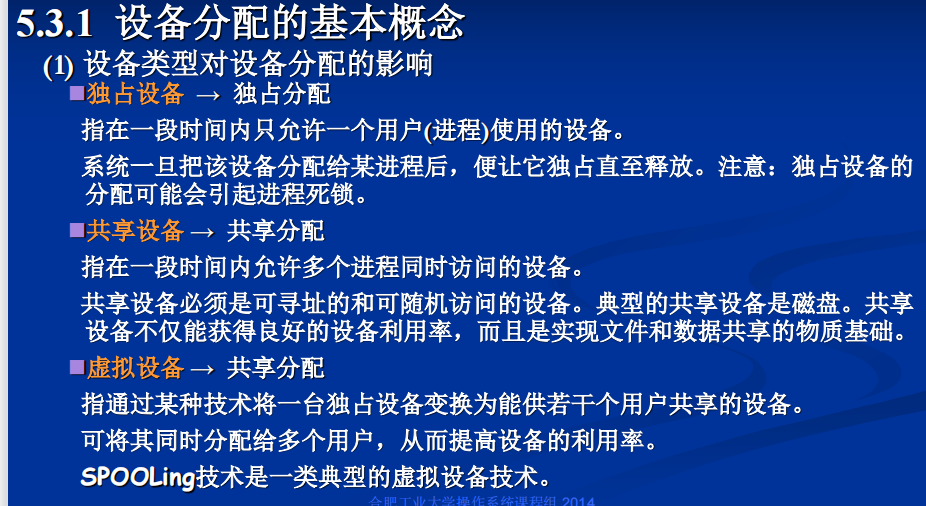 5.3.1 设备分配的基本概念
(1) 设备类型对设备分配的影响
■独占设备 → 独占分配
指在一段时间内只允许一个用户(进程)使用的设备。
系统一旦把该设备分配给某进程后，便让它独占直至释放。注意：独占设备的
分配可能会引起进程死锁。
■共享设备 → 共享分配
指在一段时间内允许多个进程同时访问的设备。
共享设备必须是可寻址的和可随机访问的设备。典型的共享设备是磁盘。共享
设备不仅能获得良好的设备利用率，而且是实现文件和数据共享的物质基础。
■虚拟设备 → 共享分配
指通过某种技术将一台独占设备变换为能供若干个用户共享的设备。
可将其同时分配给多个用户，从而提高设备的利用率。
SPOOLing技术是一类典型的虚拟设备技术。
合肥工业大学操作系统课程组 2014